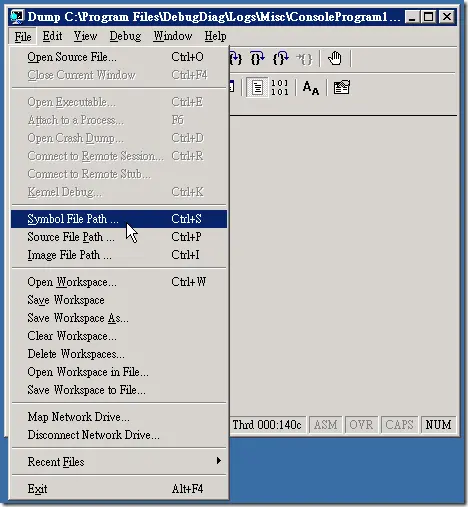 Dump C:\Program Files\DebugDiag\Logs\Misc\ConsoleProgram1...
File Edit View Debug Window Help
Open Source File... Ctrl+O
Close Current Window Ctrl+F4
Open Executable... Ctrl+E
Attach to a Process... F6
Open Crash Dump... Ctrl+D
Connect to Remote Session... Ctrl+R
Connect to Remote Stub...
Kernel Debug... Ctrl+K
Symbol File Path ... Ctrl+S
Source File Path ... Ctrl+P
Image File Path ... Ctrl+I
Open Workspace... Ctrl+W
Save Workspace
Save Workspace As...
Clear Workspace...
Delete Workspaces...
Open Workspace in File...
Save Workspace to File...
Map Network Drive...
Disconnect Network Drive...
Recent Files
Exit Alt+F4
101
101
AA
Thrd 000:140c ASM OVR CAPS NUM